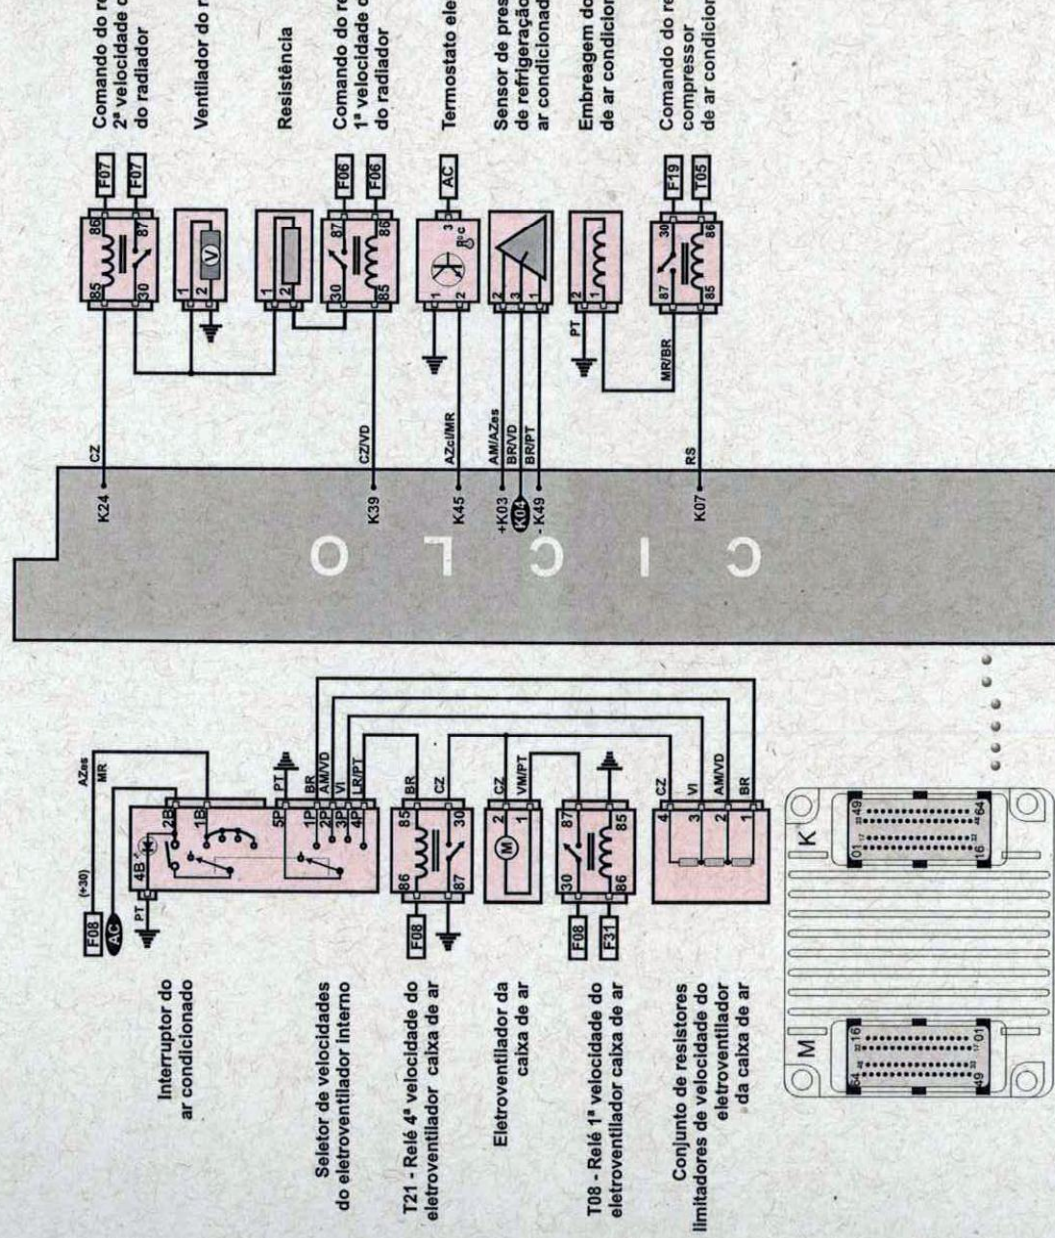 Comando do re
2ª velocidade d
do radiador
Ventilador do r
Resistência
Comando do re
1ª velocidade d
do radiador
Termostato ele
Sensor de pres
de refrigeração
ar condicionad
Embreagem do
de ar condicion
Comando do re
compressor
de ar condicion
F07
F07
86
87
85
30
V
1
2
1
2
F06
F06
87
86
30
85
AC
3
1
2
2
3
1
2
1
PT
F19
T05
30
86
87
85
MR/BR
CZ
K24
CZ/VD
K39
AZcl/MR
K45
AM/AZes
BR/VD
BR/PT
+K03
K04
- K49
RS
K07
CICLO
Interruptor do
ar condicionado
F08
(+30)
AC
AZes
MR
PT
4B
2B
1B
Seletor de velocidades
do eletroventilador interno
5P
1P
2P
3P
4P
PT
BR
AM/VD
VI
LR/PT
T21 - Relé 4ª velocidade do
eletroventilador caixa de ar
F08
86
87
85
30
BR
CZ
Eletroventilador da
caixa de ar
M
2
1
CZ
VM/PT
T08 - Relé 1ª velocidade do
eletroventilador caixa de ar
F08
F31
30
86
87
85
Conjunto de resistores
limitadores de velocidade do
eletroventilador
da caixa de ar
4
3
2
1
CZ
VI
AM/VD
BR
M
64
16
49
01
K
01
49
16
64